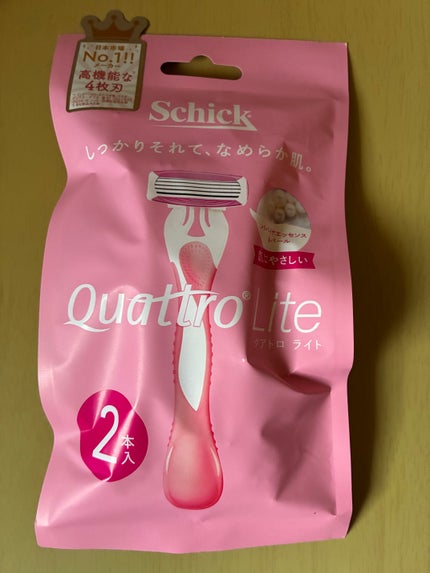 日本市場
No.1!!
メーカー
高機能な
4枚刃
Schick
しっかりそれて、なめらか肌。
肌にやさしい
Quattro® Lite
クアトロ ライト
2
本入